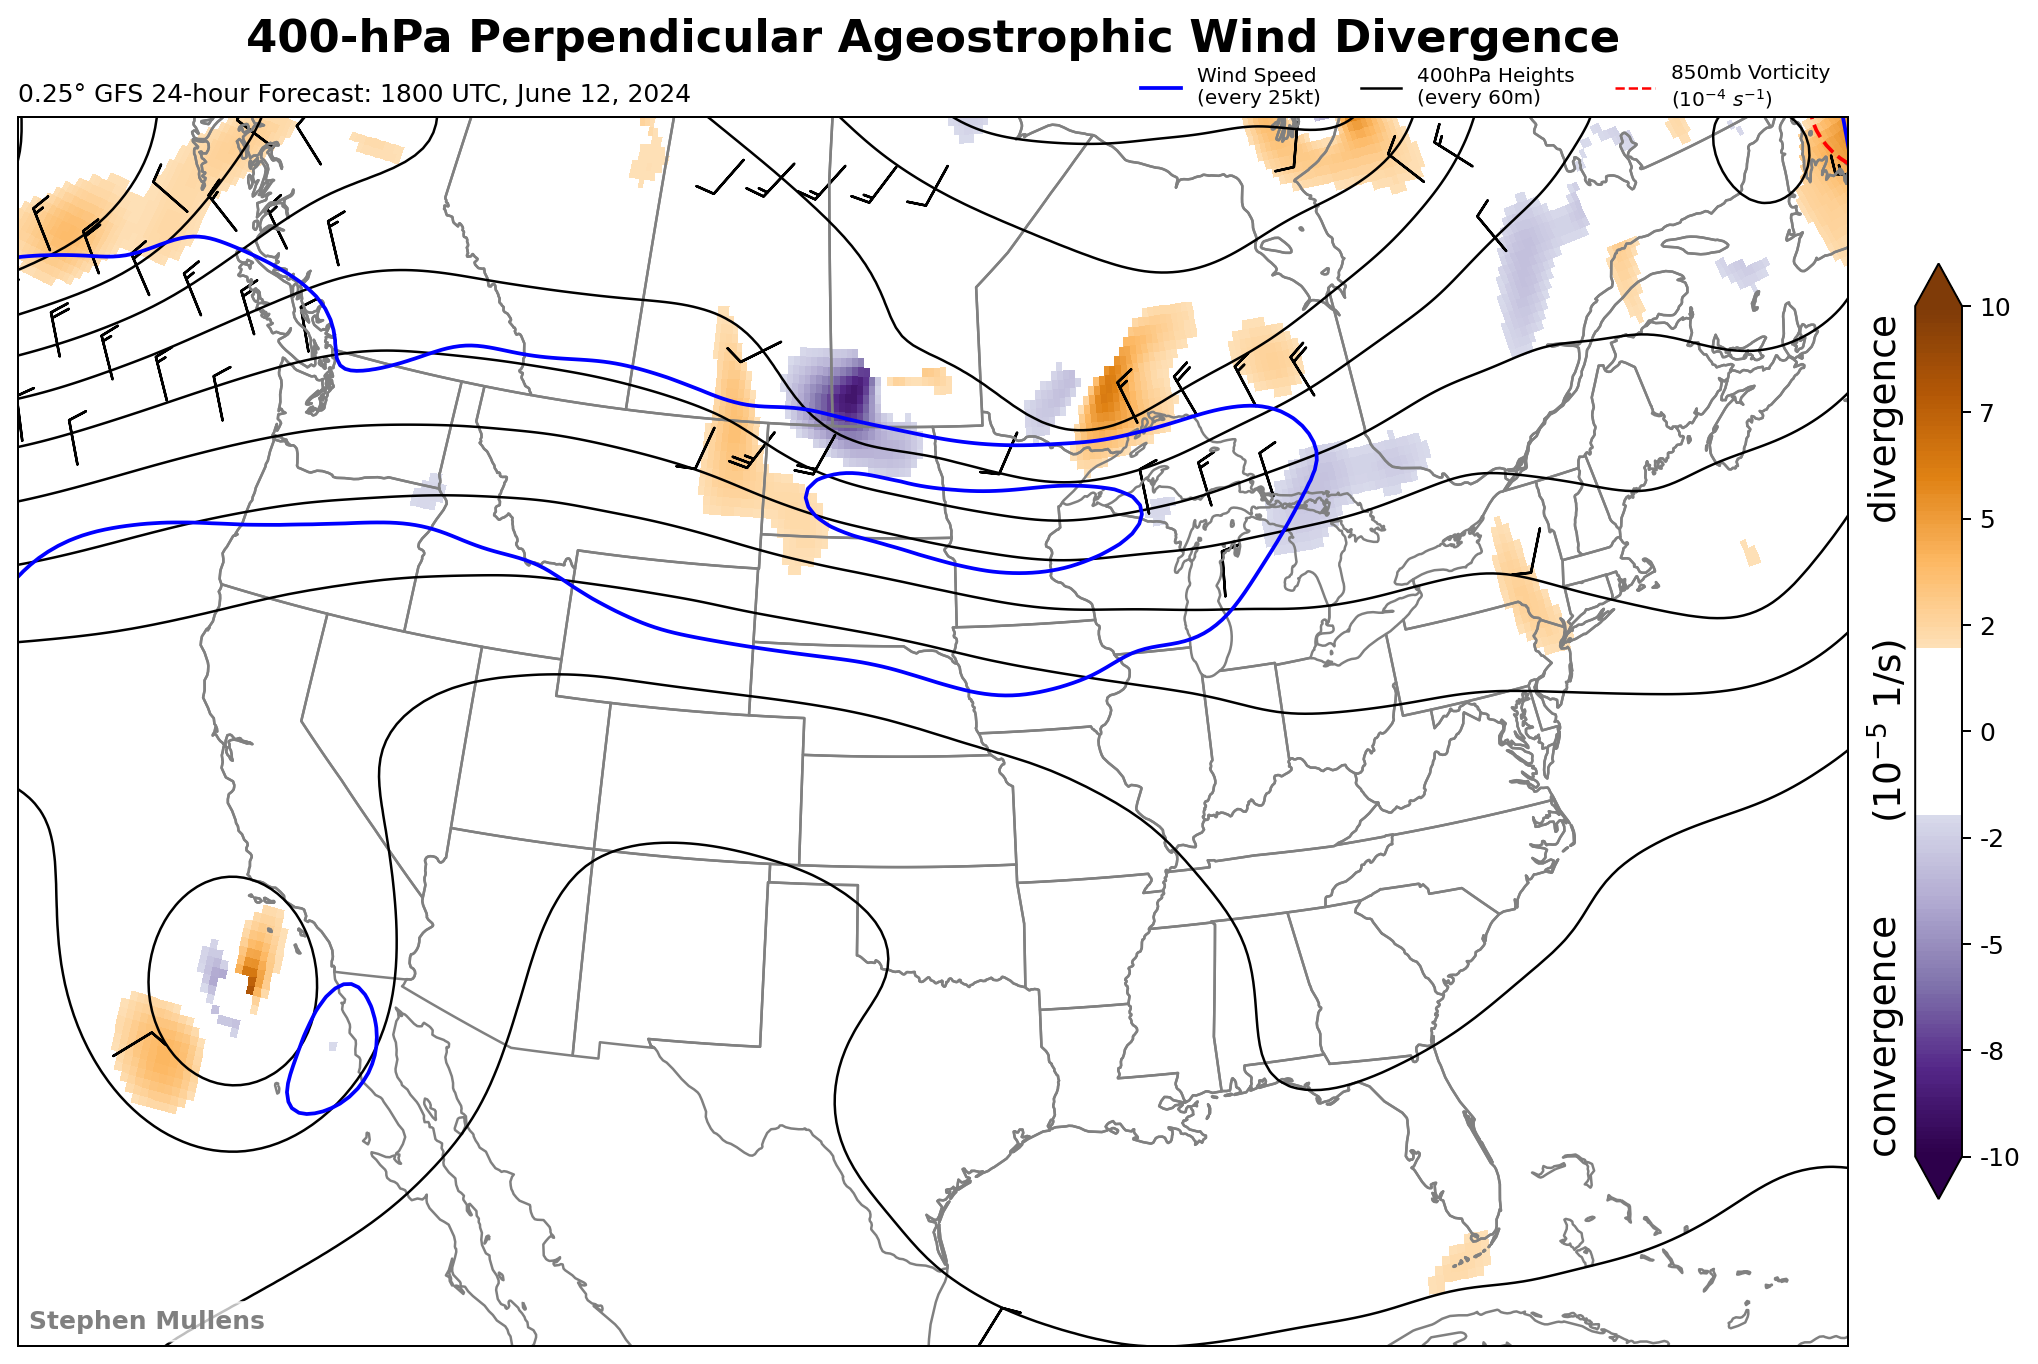 400-hPa Perpendicular Ageostrophic Wind Divergence
0.25° GFS 24-hour Forecast: 1800 UTC, June 12, 2024
Wind Speed
(every 25kt)
400hPa Heights
(every 60m)
850mb Vorticity
(10⁻⁴ s⁻¹)
10
7
5
2
0
-2
-5
-8
-10
convergence (10⁻⁵ 1/s) divergence
Stephen Mullens